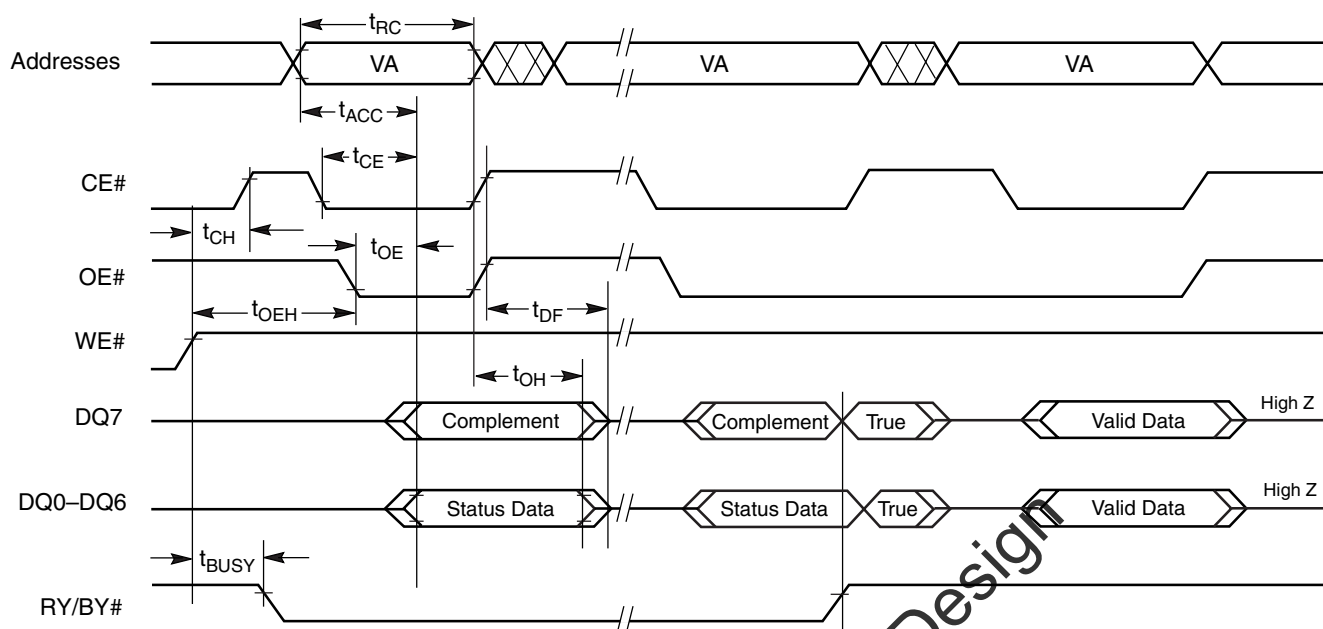 tRC
Addresses VA VA VA
tACC
tCE
CE#
tCH
tOE
OE#
tOEH
tDF
WE#
tOH
DQ7 Complement Complement True Valid Data High Z
DQ0–DQ6 Status Data Status Data True Valid Data High Z
tBUSY
RY/BY#
Design